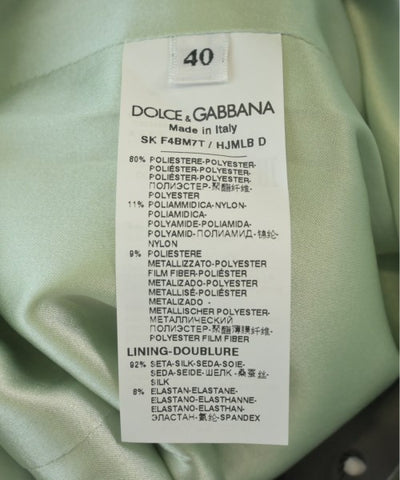 40
DOLCE & GABBANA
Made in Italy
SK F4BM7T / HJMLB D
80% POLIESTERE-POLYESTER-
POLIÉSTER-POLYESTER-
POLIÉSTER-POLYESTER-
ПОЛИЭСТЕР-聚酯纤维-
POLYESTER
11% POLIAMMIDICA-NYLON-
POLIAMIDICA-
POLYAMIDE-POLIAMIDA-
POLYAMID-ПОЛИАМИД-锦纶-
NYLON
9% POLIESTERE
METALLIZZATO-POLYESTER
FILM FIBER-POLIÉSTER
METALIZADO-POLYESTER
METALLISÉ-POLIÉSTER
METALIZADO -
METALLISCHER POLYESTER-
МЕТАЛЛИЧЕСКИЙ
ПОЛИЭСТЕР-聚酯薄膜纤维-
POLYESTER FILM FIBER
LINING-DOUBLURE
92% SETA-SILK-SEDA-SOIE-
SEDA-SEIDE-ШЕЛК - 桑蚕丝-
SILK
8% ELASTAN-ELASTANE-
ELASTANO-ELASTHANNE-
ELASTANO-ELASTHAN-
ЭЛАСТАН-氨纶-SPANDEX